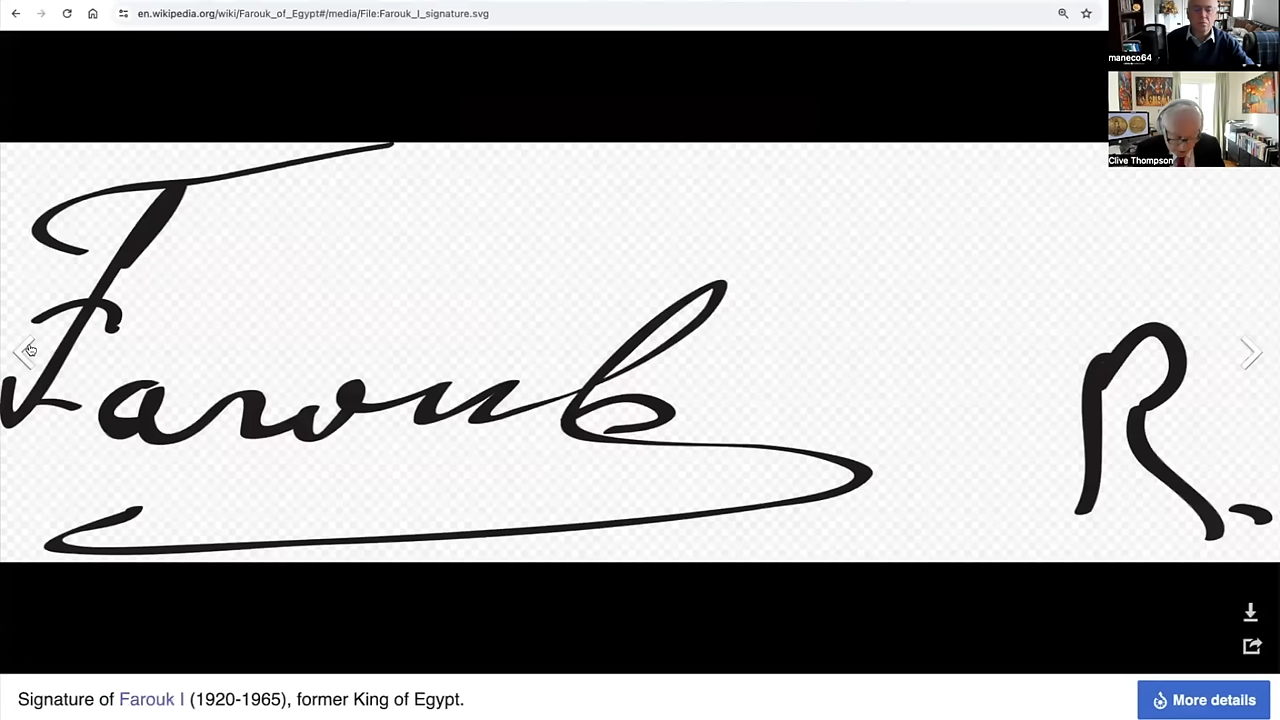 en.wikipedia.org/wiki/Farouk_of_Egypt#/media/File:Farouk_I_signature.svg
maneco64
Clive Thompson
Farouk R.
Signature of Farouk I (1920-1965), former King of Egypt.
More details